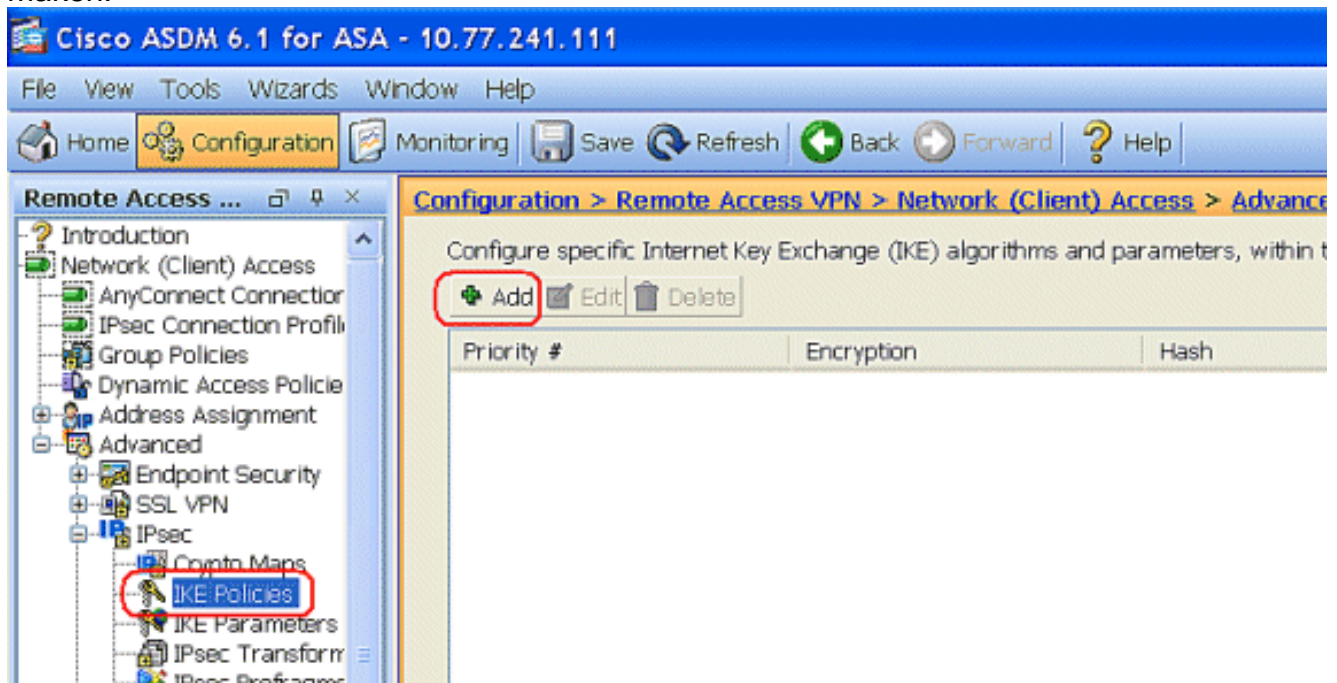 Cisco ASDM 6.1 for ASA - 10.77.241.111
File View Tools Wizards Window Help
Home Configuration Monitoring Save Refresh Back Forward Help
Remote Access ...
Configuration > Remote Access VPN > Network (Client) Access > Advance
Introduction
Network (Client) Access
AnyConnect Connection
IPsec Connection Profil
Group Policies
Dynamic Access Policie
Address Assignment
Advanced
Endpoint Security
SSL VPN
IPsec
Crypto Maps
IKE Policies
IKE Parameters
IPsec Transform
Configure specific Internet Key Exchange (IKE) algorithms and parameters, within t
Add Edit Delete
Priority # Encryption Hash